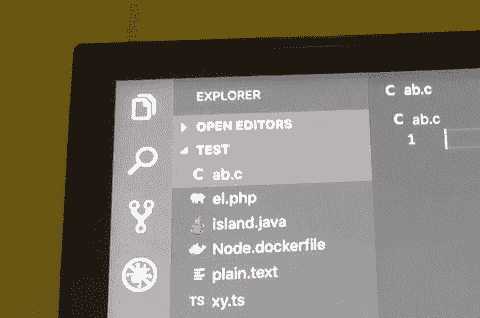 EXPLORER
OPEN EDITORS
TEST
C ab.c
el.php
island.java
Node.dockerfile
plain.text
TS xy.ts
C ab.c
C ab.c
1